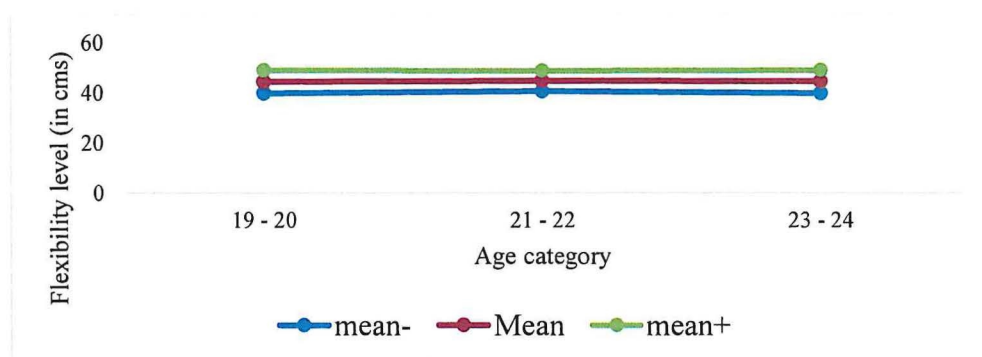 Flexibility level (in cms)
60
40
20
0
19 - 20
21 - 22
23 - 24
Age category
mean-
Mean
mean+